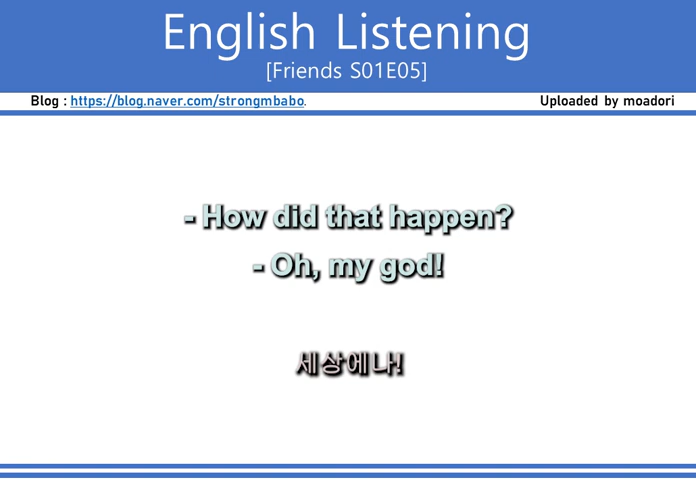 English Listening
[Friends S01E05]
Blog : https://blog.naver.com/strongmbabo. Uploaded by moadori
- How did that happen?
- Oh, my god!
세상에나!